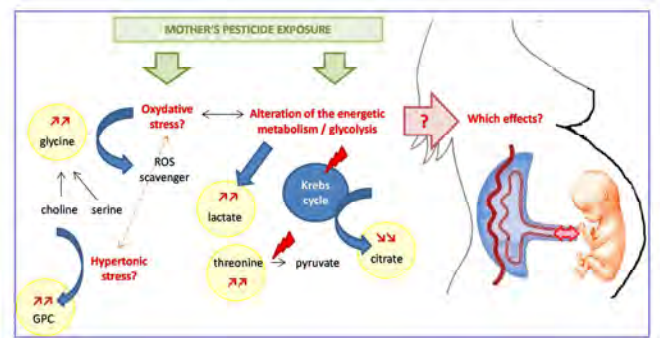 MOTHER'S PESTICIDE EXPOSURE
Oxydative
stress?
Alteration of the energetic
metabolism / glycolysis
?
Which effects?
glycine
ROS
scavenger
choline
serine
lactate
Krebs
cycle
Hypertonic
stress?
threonine
pyruvate
citrate
GPC